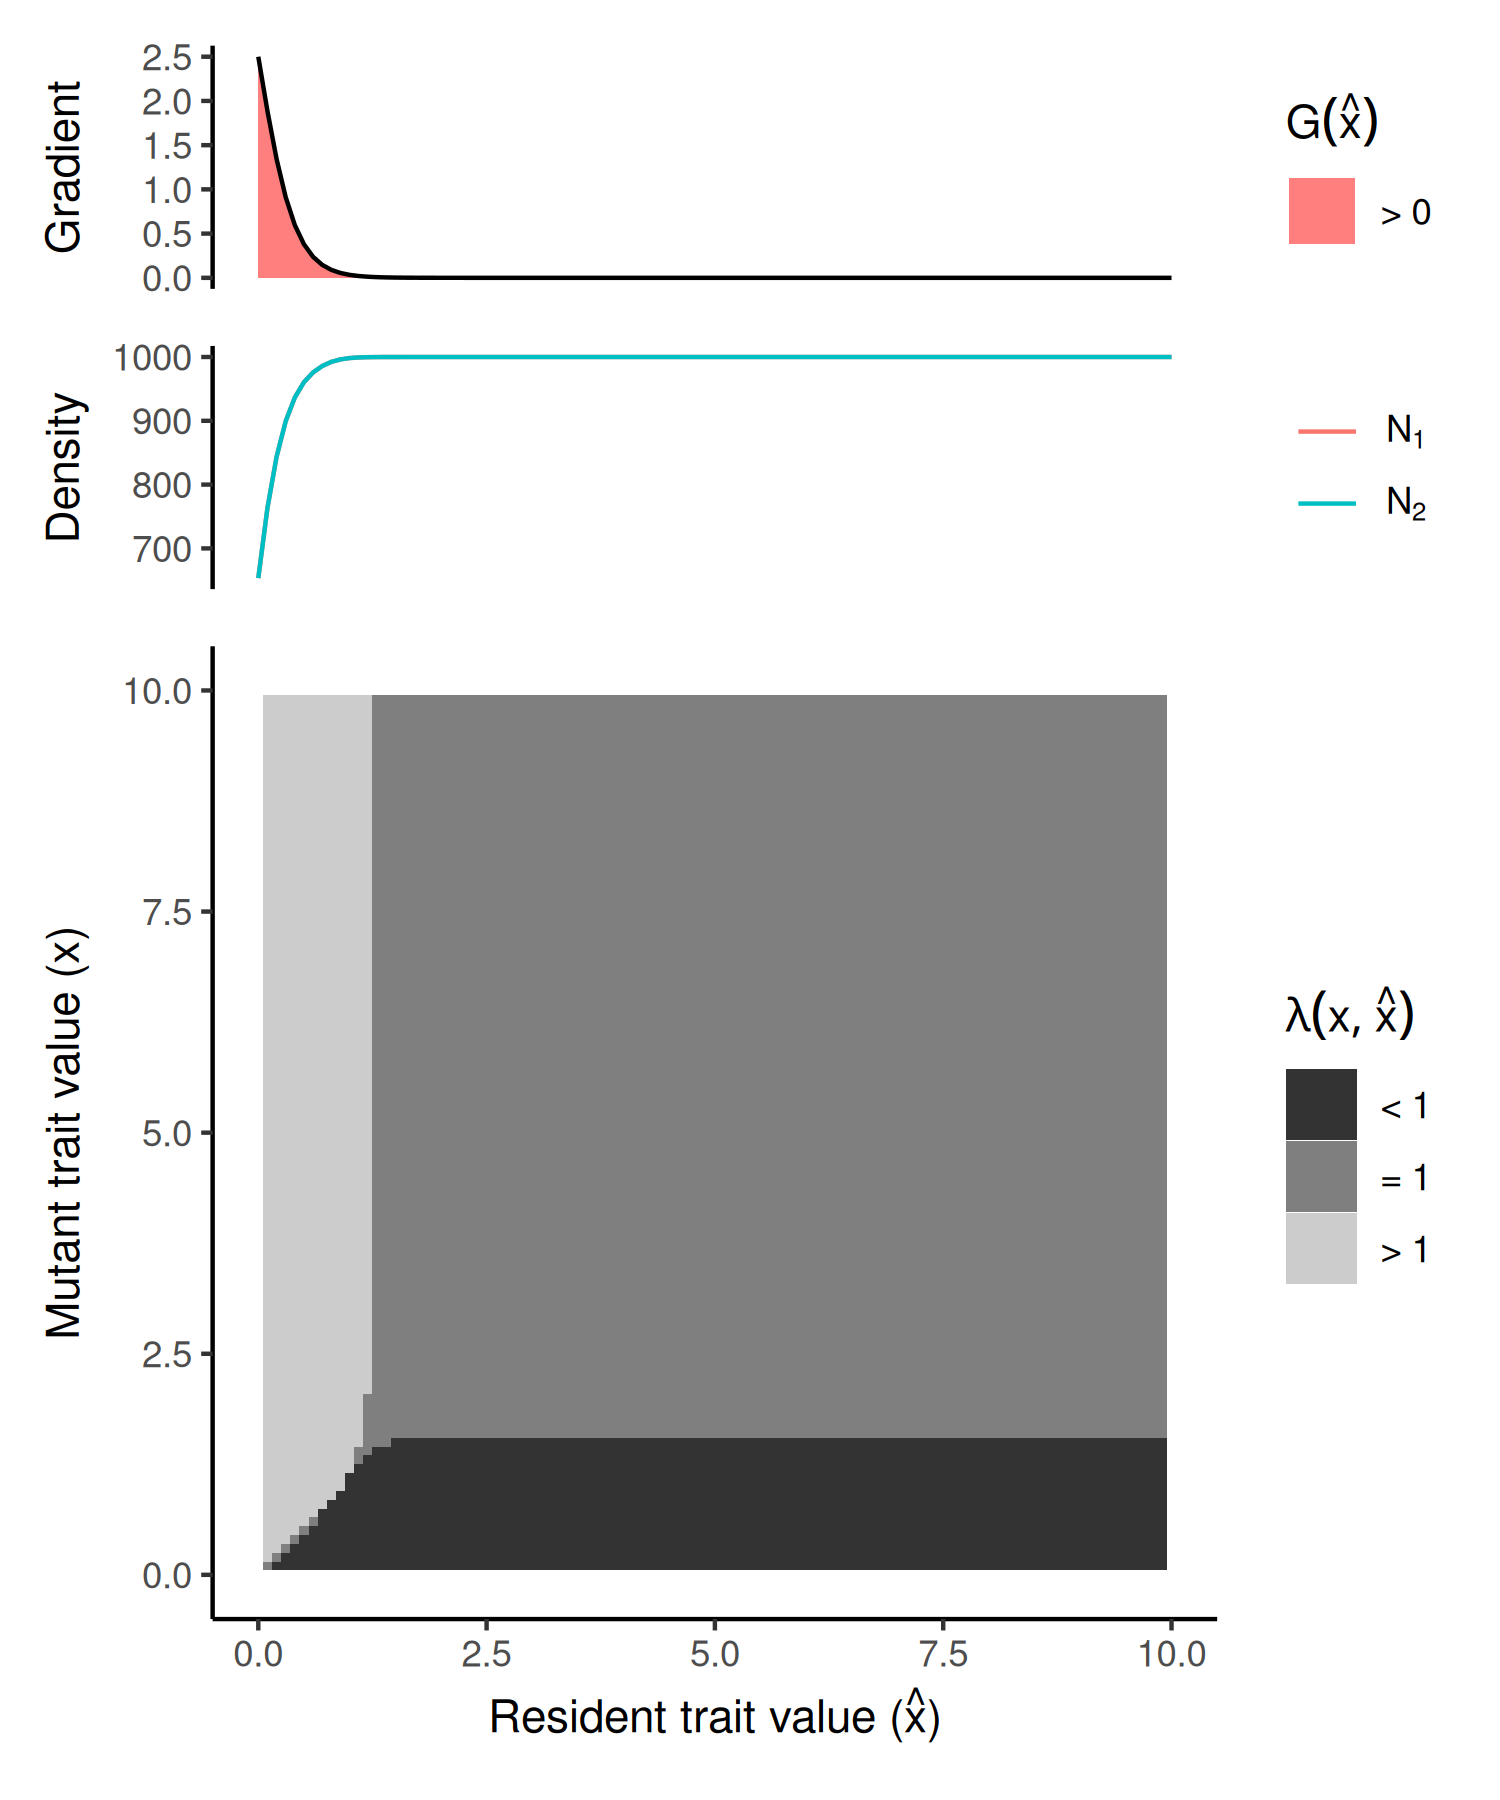 Gradient
2.5
2.0
1.5
1.0
0.5
0.0
G(x̂)
> 0
Density
1000
900
800
700
N₁
N₂
Mutant trait value (x)
10.0
7.5
5.0
2.5
0.0
λ(x, x̂)
< 1
= 1
> 1
0.0 2.5 5.0 7.5 10.0
Resident trait value (x̂)